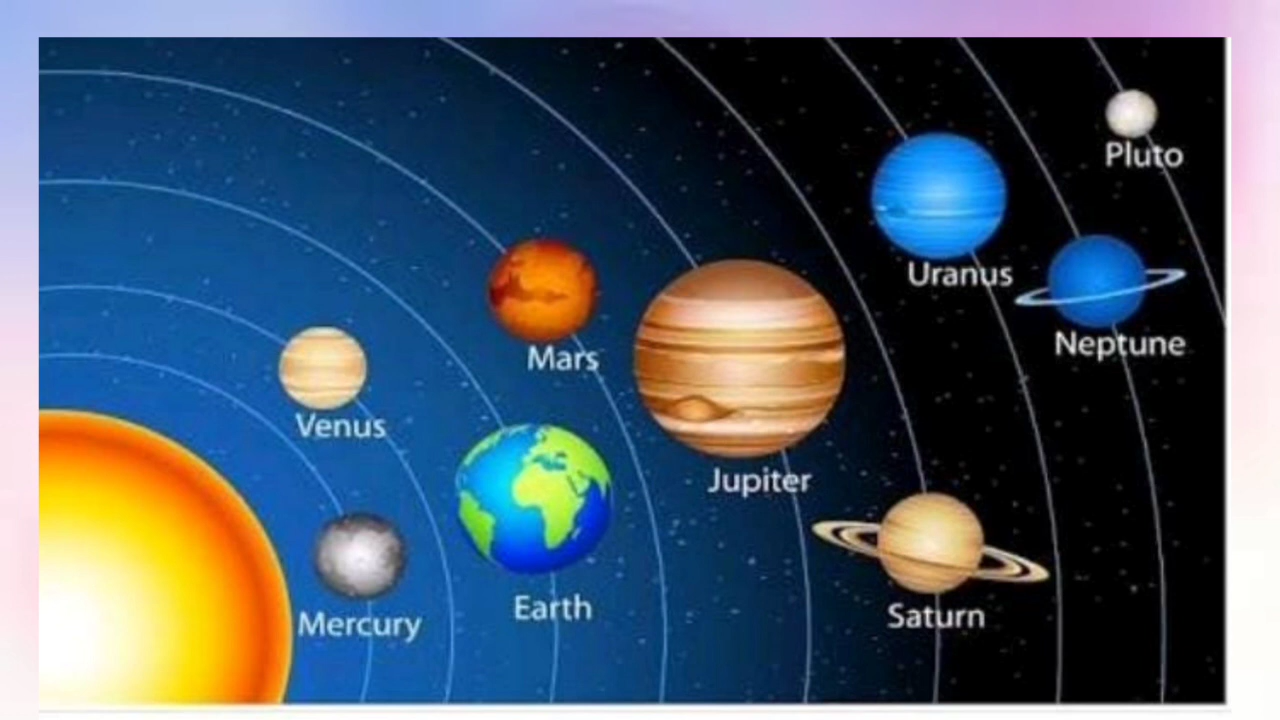 Pluto
Uranus
Neptune
Mars
Venus
Jupiter
Earth
Saturn
Mercury